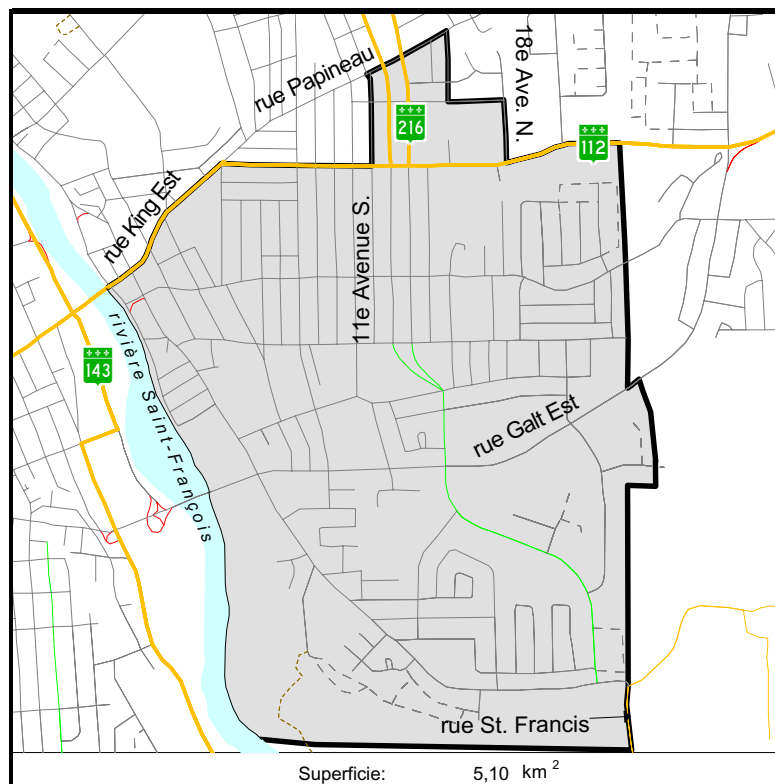 rue Papineau
18e Ave. N.
216
112
rue King Est
11e Avenue S.
rivière Saint-François
143
rue Galt Est
rue St. Francis
Superficie: 5,10 km 2